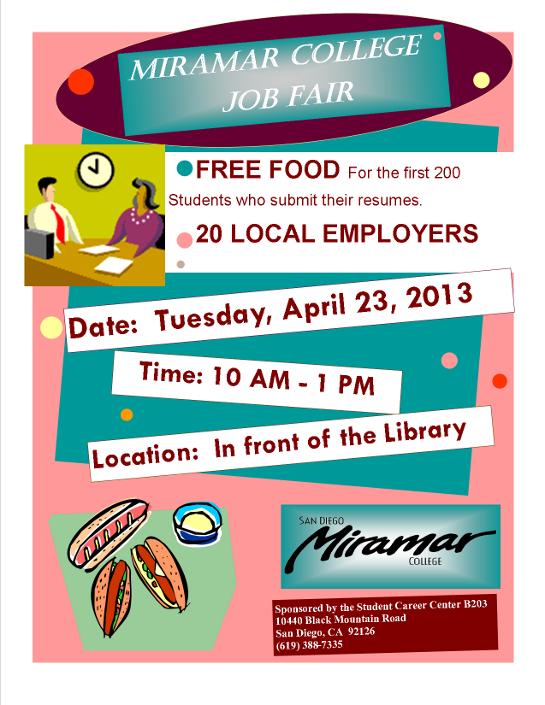 MIRAMAR COLLEGE
JOB FAIR
FREE FOOD For the first 200
Students who submit their resumes.
20 LOCAL EMPLOYERS
Date: Tuesday, April 23, 2013
Time: 10 AM - 1 PM
Location: In front of the Library
SAN DIEGO
Miramar
COLLEGE
Sponsored by the Student Career Center B203
10440 Black Mountain Road
San Diego, CA 92126
(619) 388-7335